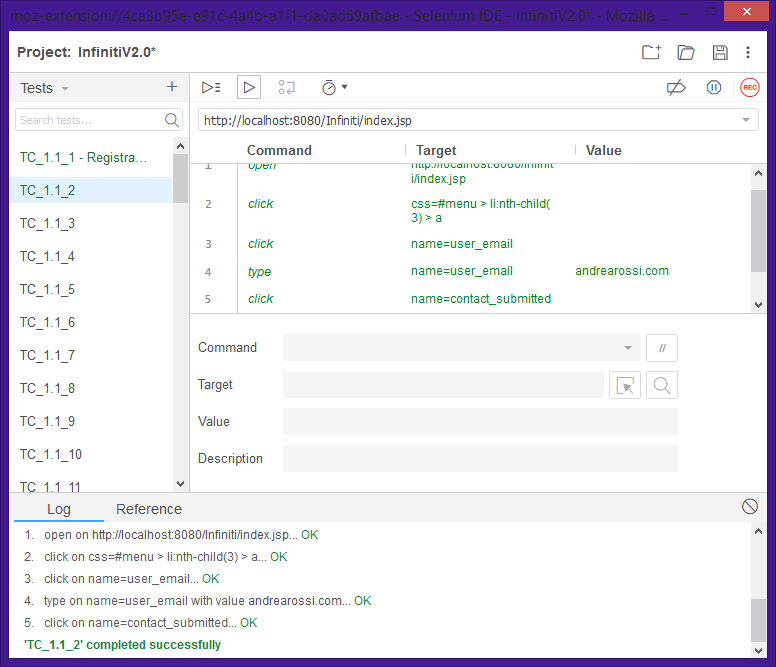 moz-extension://4ca3b95e-e91c-4a4b-a1f1-da0ad59afbae - Selenium IDE - InfinitiV2.0* - Mozilla ...
Project: InfinitiV2.0*
Tests
REC
Search tests...
http://localhost:8080/Infiniti/index.jsp
Command Target Value
TC_1.1_1 - Registra...
TC_1.1_2
TC_1.1_3
TC_1.1_4
TC_1.1_5
TC_1.1_6
TC_1.1_7
TC_1.1_8
TC_1.1_9
TC_1.1_10
TC_1.1_11
1 open http://localhost:8080/Infinit
i/index.jsp
2 click css=#menu > li:nth-child(
3) > a
3 click name=user_email
4 type name=user_email andrearossi.com
5 click name=contact_submitted
Command //
Target
Value
Description
Log Reference
1. open on http://localhost:8080/Infiniti/index.jsp... OK
2. click on css=#menu > li:nth-child(3) > a... OK
3. click on name=user_email... OK
4. type on name=user_email with value andrearossi.com... OK
5. click on name=contact_submitted... OK
'TC_1.1_2' completed successfully